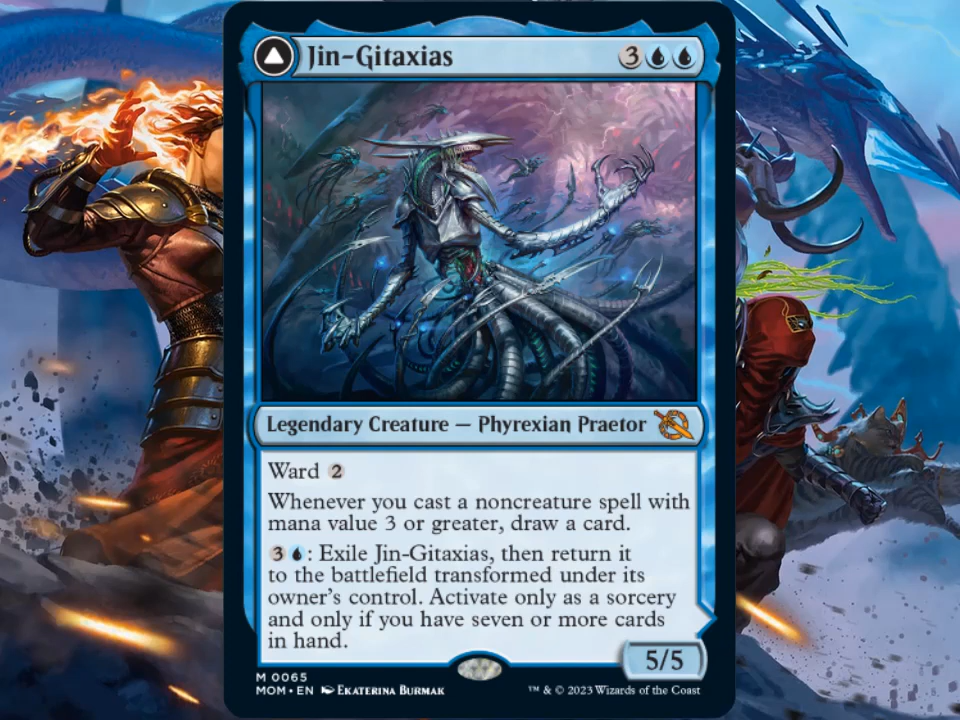 Jin-Gitaxias 3
Legendary Creature — Phyrexian Praetor
Ward 2
Whenever you cast a noncreature spell with
mana value 3 or greater, draw a card.
3 : Exile Jin-Gitaxias, then return it
to the battlefield transformed under its
owner's control. Activate only as a sorcery
and only if you have seven or more cards
in hand.
5/5
M 0065
MOM • EN Ekaterina Burmak ™ & © 2023 Wizards of the Coast